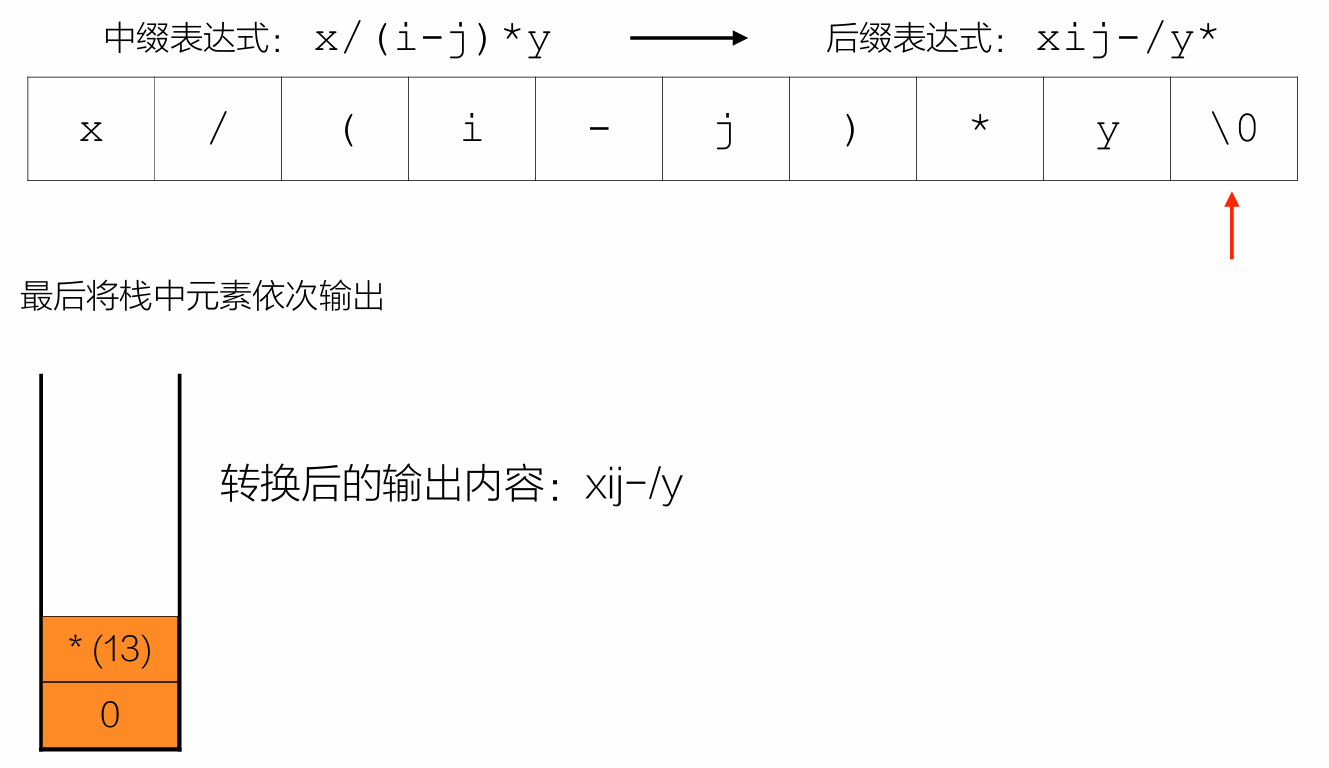 中缀表达式： x/(i-j)*y 后缀表达式： xij-/y*
x / ( i - j ) * y \0
最后将栈中元素依次输出
转换后的输出内容：xij-/y
* (13)
0